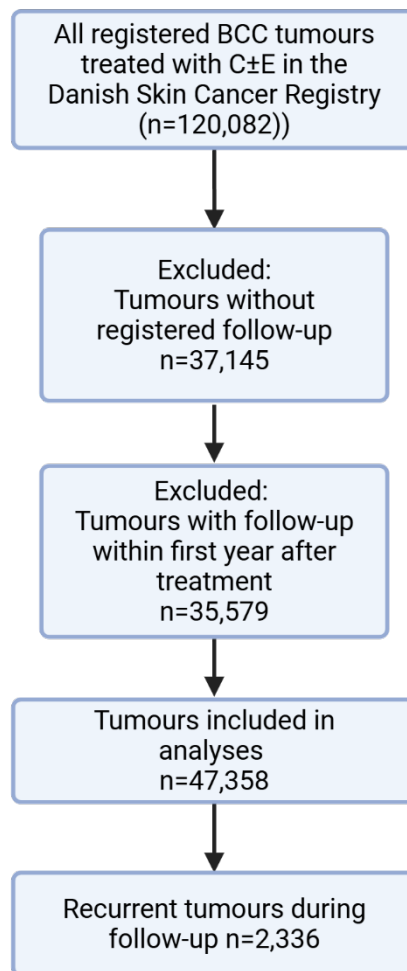 All registered BCC tumours
treated with C±E in the
Danish Skin Cancer Registry
(n=120,082))
Excluded:
Tumours without
registered follow-up
n=37,145
Excluded:
Tumours with follow-up
within first year after
treatment
n=35,579
Tumours included in
analyses
n=47,358
Recurrent tumours during
follow-up n=2,336